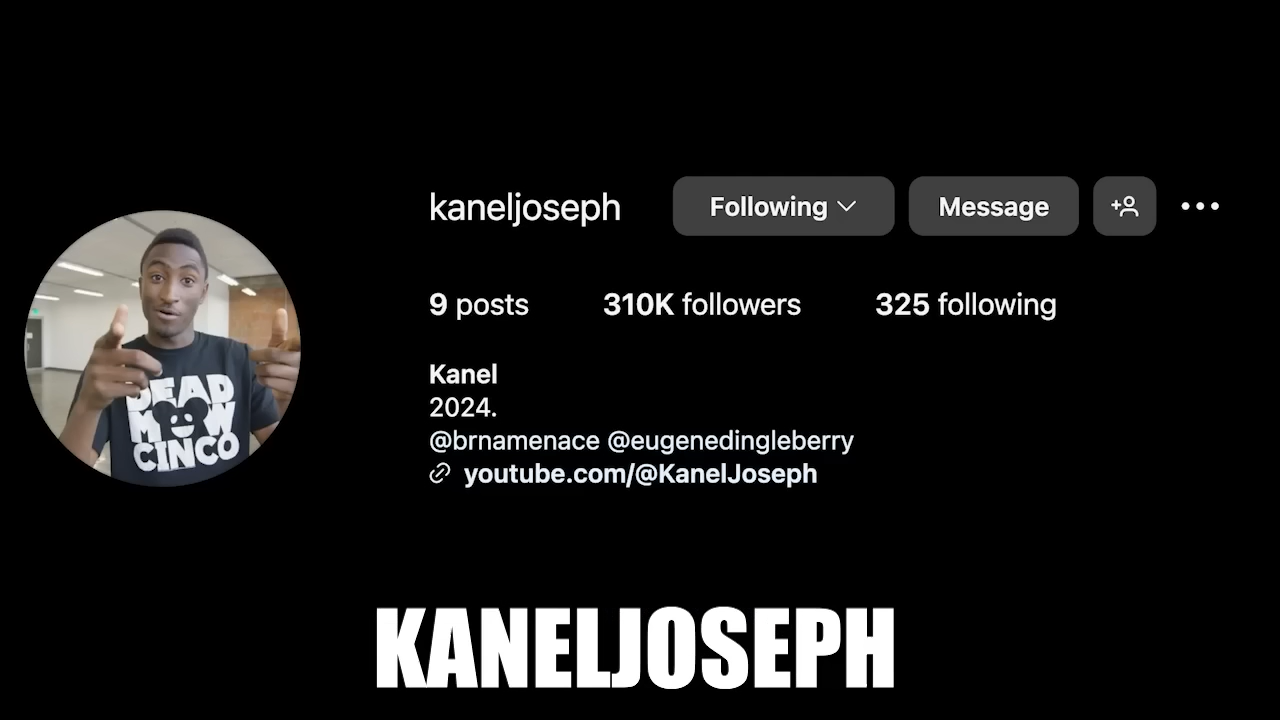 kaneljoseph Following Message
9 posts 310K followers 325 following
Kanel
2024.
@brnamenace @eugenedingleberry
youtube.com/@KanelJoseph
DEAD
MOW
CINCO
KANELJOSEPH